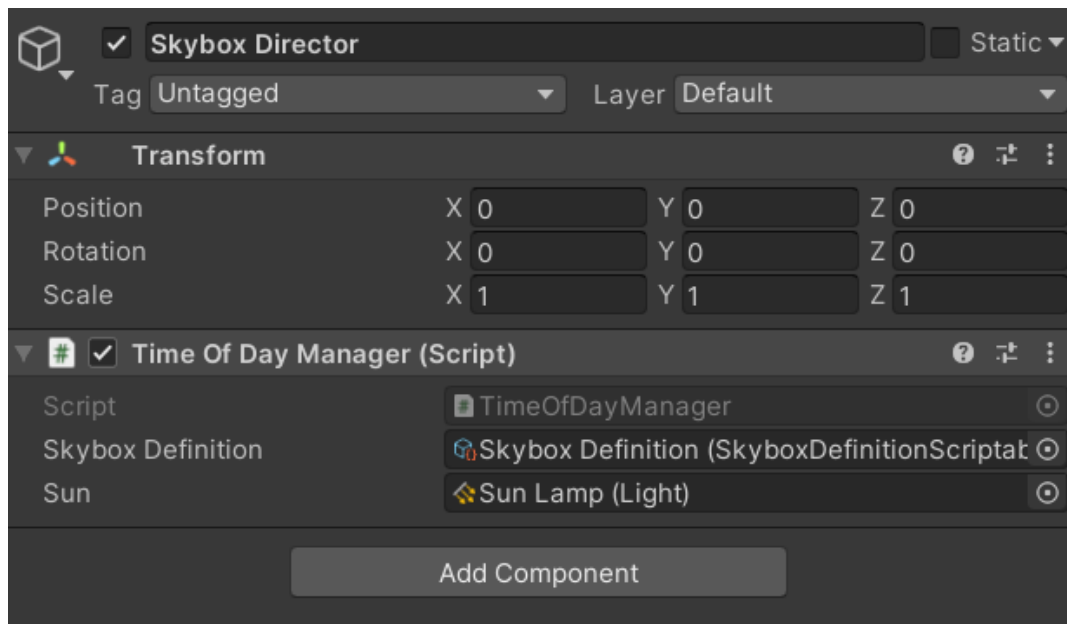 Skybox Director Static
Tag Untagged Layer Default
Transform
Position X 0 Y 0 Z 0
Rotation X 0 Y 0 Z 0
Scale X 1 Y 1 Z 1
# Time Of Day Manager (Script)
Script # TimeOfDayManager
Skybox Definition Skybox Definition (SkyboxDefinitionScriptab
Sun Sun Lamp (Light)
Add Component